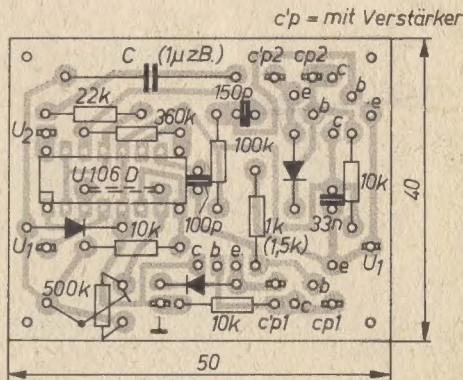 c'p = mit Verstärker
C (1µ zB.) c'p2 cp2 c
150p e b e
22k b
U2 360k c
100k
U106 D 10k
40
100p 33n
1k
(1,5k)
U1 10k U1
c b e e
500k b
10k c'p1 c cp1
50